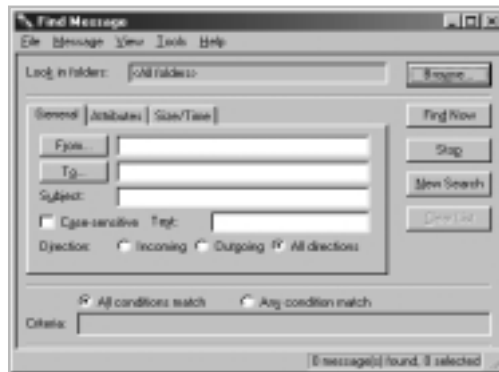 Find Message
File Message View Tools Help
Look in folders: <All folders> Browse...
General Attributes Size/Time
From...
To...
Subject:
Case-sensitive Text:
Direction: Incoming Outgoing All directions
Find Now
Stop
New Search
Clear List
All conditions match Any condition match
Criteria:
0 message(s) found, 0 selected